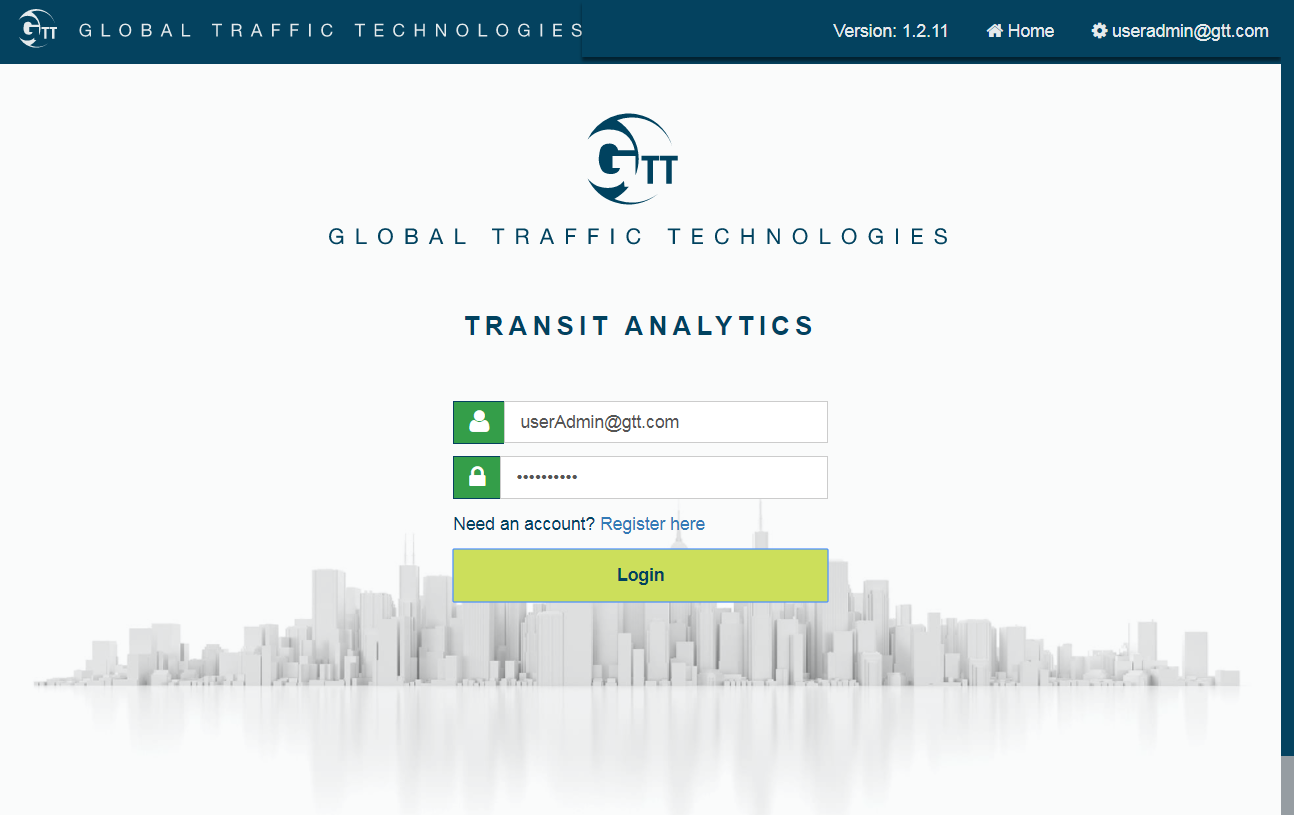 GTT GLOBAL TRAFFIC TECHNOLOGIES Version: 1.2.11 Home useradmin@gtt.com
GTT
GLOBAL TRAFFIC TECHNOLOGIES
TRANSIT ANALYTICS
userAdmin@gtt.com
••••••••••
Need an account? Register here
Login